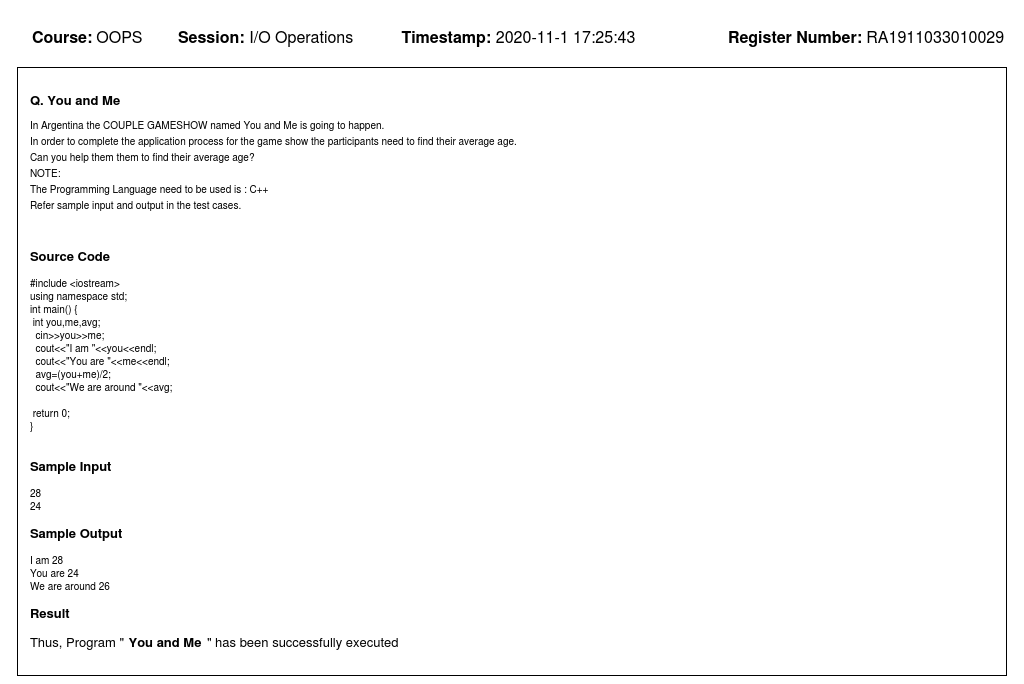 Course: OOPS Session: I/O Operations Timestamp: 2020-11-1 17:25:43 Register Number: RA1911033010029
Q. You and Me
In Argentina the COUPLE GAMESHOW named You and Me is going to happen.
In order to complete the application process for the game show the participants need to find their average age.
Can you help them them to find their average age?
NOTE:
The Programming Language need to be used is : C++
Refer sample input and output in the test cases.
Source Code
#include <iostream>
using namespace std;
int main() {
 int you,me,avg;
  cin>>you>>me;
  cout<<"I am "<<you<<endl;
  cout<<"You are "<<me<<endl;
  avg=(you+me)/2;
  cout<<"We are around "<<avg;
 return 0;
}
Sample Input
28
24
Sample Output
I am 28
You are 24
We are around 26
Result
Thus, Program " You and Me " has been successfully executed